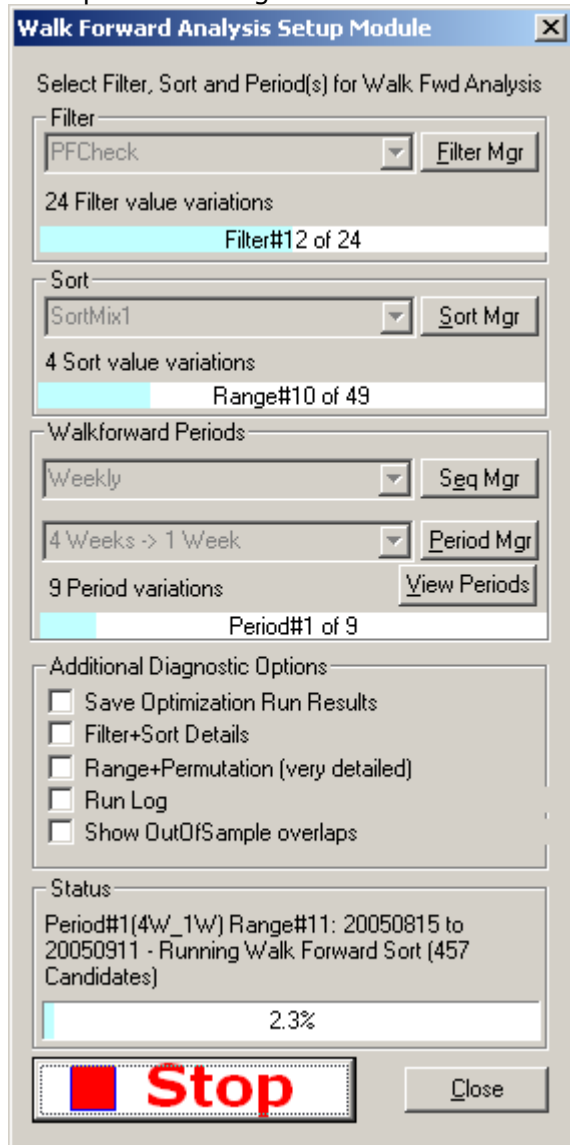 Walk Forward Analysis Setup Module
Select Filter, Sort and Period(s) for Walk Fwd Analysis
Filter
PFCheck
Filter Mgr
24 Filter value variations
Filter#12 of 24
Sort
SortMix1
Sort Mgr
4 Sort value variations
Range#10 of 49
Walkforward Periods
Weekly
Seq Mgr
4 Weeks -> 1 Week
Period Mgr
9 Period variations
View Periods
Period#1 of 9
Additional Diagnostic Options
Save Optimization Run Results
Filter+Sort Details
Range+Permutation (very detailed)
Run Log
Show OutOfSample overlaps
Status
Period#1(4W_1W) Range#11: 20050815 to
20050911 - Running Walk Forward Sort (457
Candidates)
2.3%
Stop
Close